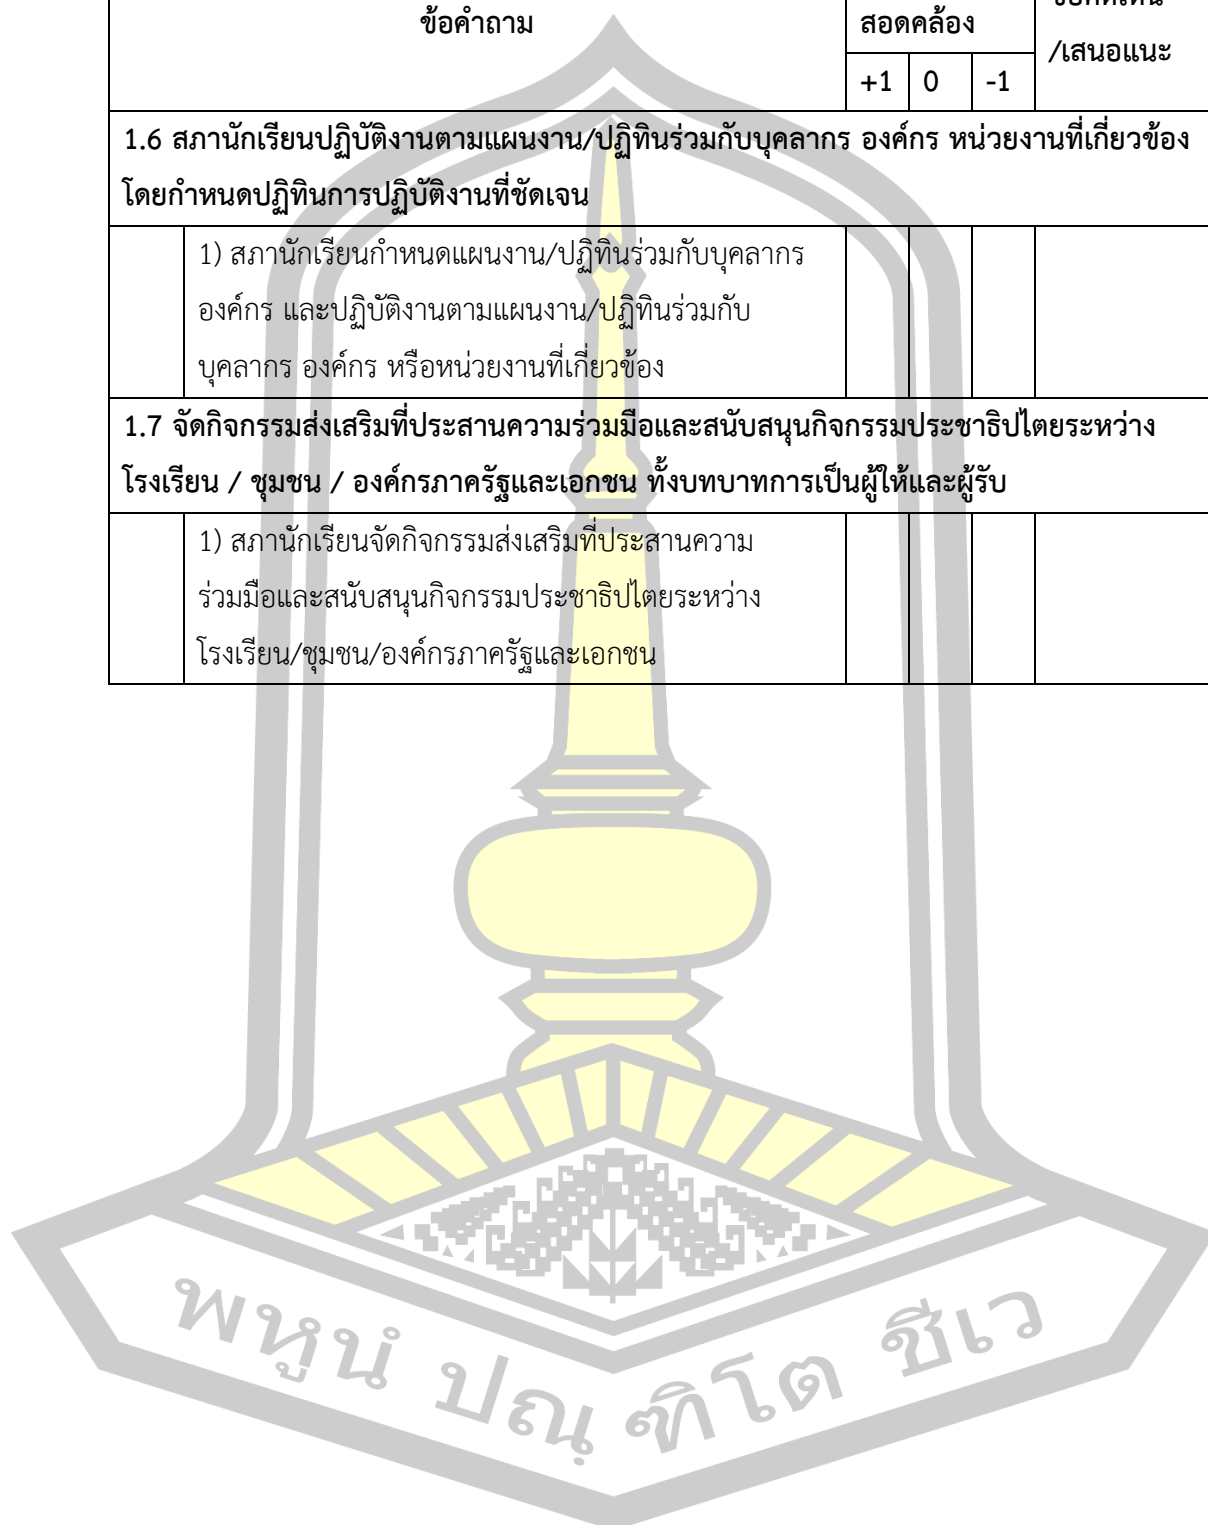 ข้อคำถาม
สอดคล้อง
/เสนอแนะ
+1 0 -1
1.6 สภานักเรียนปฏิบัติงานตามแผนงาน/ปฏิทินร่วมกับบุคลากร องค์กร หน่วยงานที่เกี่ยวข้อง
โดยกำหนดปฏิทินการปฏิบัติงานที่ชัดเจน
1) สภานักเรียนกำหนดแผนงาน/ปฏิทินร่วมกับบุคลากร
องค์กร และปฏิบัติงานตามแผนงาน/ปฏิทินร่วมกับ
บุคลากร องค์กร หรือหน่วยงานที่เกี่ยวข้อง
1.7 จัดกิจกรรมส่งเสริมที่ประสานความร่วมมือและสนับสนุนกิจกรรมประชาธิปไตยระหว่าง
โรงเรียน / ชุมชน / องค์กรภาครัฐและเอกชน ทั้งบทบาทการเป็นผู้ให้และผู้รับ
1) สภานักเรียนจัดกิจกรรมส่งเสริมที่ประสานความ
ร่วมมือและสนับสนุนกิจกรรมประชาธิปไตยระหว่าง
โรงเรียน/ชุมชน/องค์กรภาครัฐและเอกชน
พหูนํ ปณฺฑิโต ชีเว